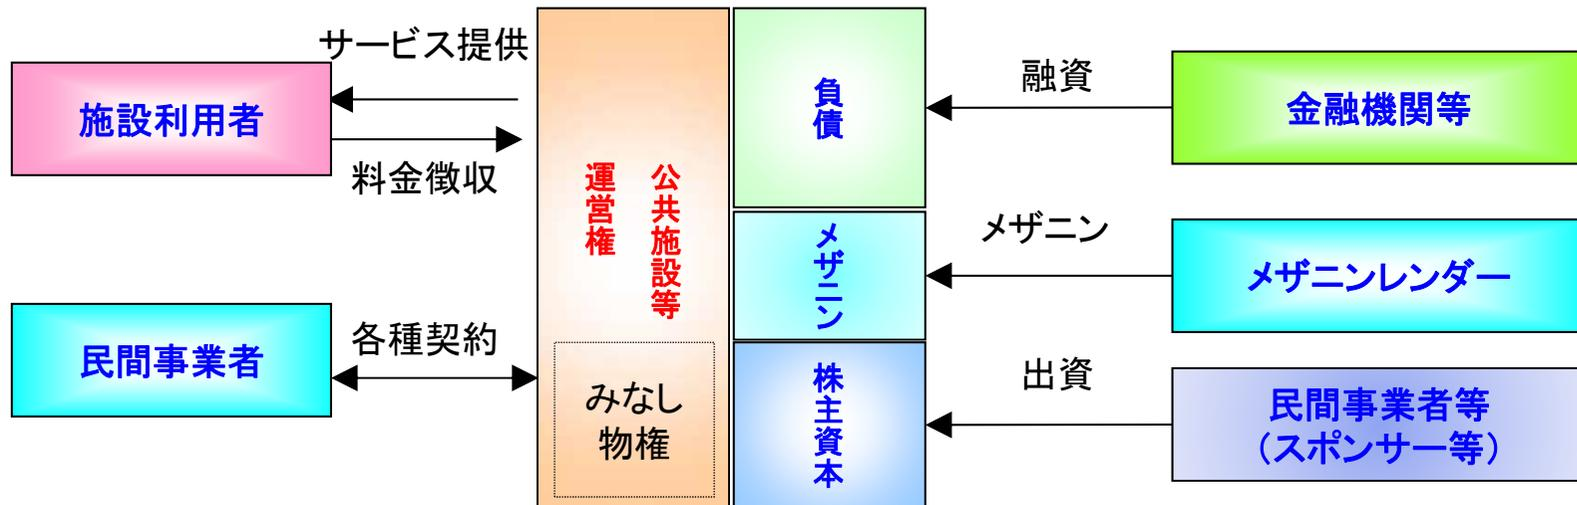 サービス提供
施設利用者
料金徴収
民間事業者
各種契約
公共施設等
運営権
みなし
物権
負債
メザニン
株主資本
融資
金融機関等
メザニン
メザニンレンダー
出資
民間事業者等
（スポンサー等）